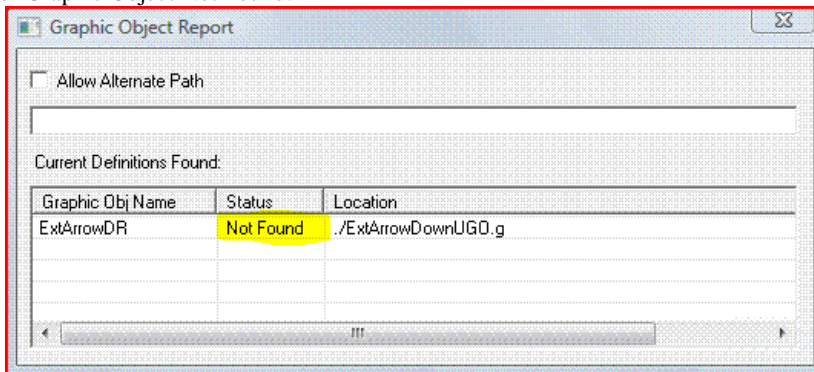 Graphic Object Report
Allow Alternate Path
Current Definitions Found:
Graphic Obj Name Status Location
ExtArrowDR Not Found ./ExtArrowDownUGO.g